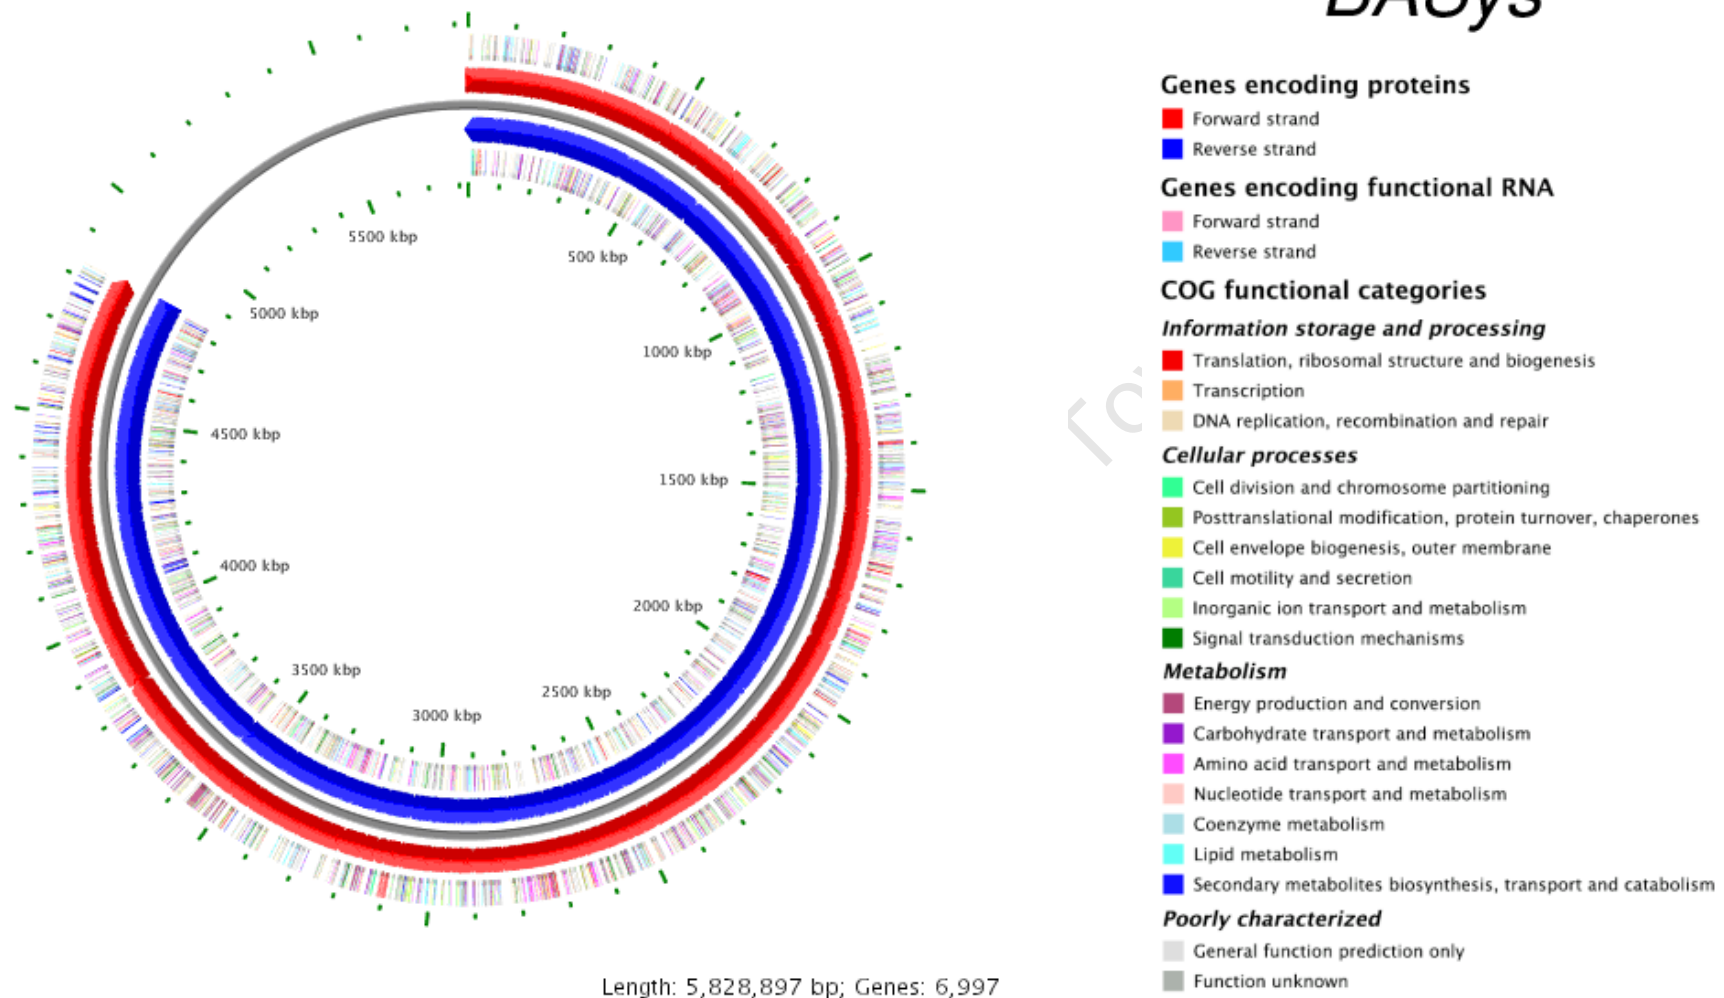 BASys
Genes encoding proteins
Forward strand
Reverse strand
Genes encoding functional RNA
Forward strand
Reverse strand
COG functional categories
Information storage and processing
Translation, ribosomal structure and biogenesis
Transcription
DNA replication, recombination and repair
Cellular processes
Cell division and chromosome partitioning
Posttranslational modification, protein turnover, chaperones
Cell envelope biogenesis, outer membrane
Cell motility and secretion
Inorganic ion transport and metabolism
Signal transduction mechanisms
Metabolism
Energy production and conversion
Carbohydrate transport and metabolism
Amino acid transport and metabolism
Nucleotide transport and metabolism
Coenzyme metabolism
Lipid metabolism
Secondary metabolites biosynthesis, transport and catabolism
Poorly characterized
General function prediction only
Function unknown
5500 kbp
500 kbp
5000 kbp
1000 kbp
4500 kbp
1500 kbp
4000 kbp
2000 kbp
3500 kbp
2500 kbp
3000 kbp
Length: 5,828,897 bp; Genes: 6,997